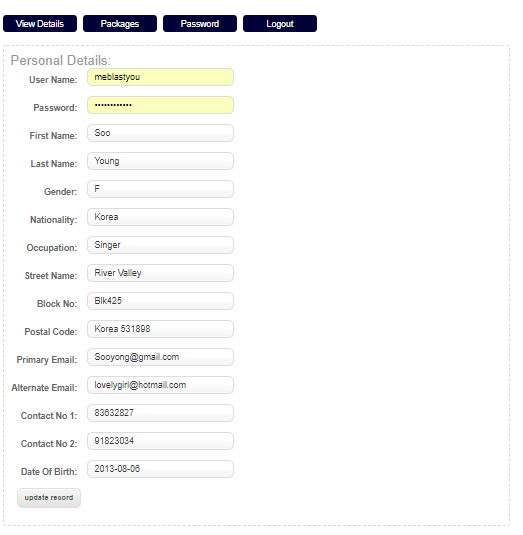 View Details Packages Password Logout
Personal Details:
User Name: meblastyou
Password: ••••••••••••
First Name: Soo
Last Name: Young
Gender: F
Nationality: Korea
Occupation: Singer
Street Name: River Valley
Block No: Blk425
Postal Code: Korea 531898
Primary Email: Sooyong@gmail.com
Alternate Email: lovelygirl@hotmail.com
Contact No 1: 83632827
Contact No 2: 91823034
Date Of Birth: 2013-08-06
update record